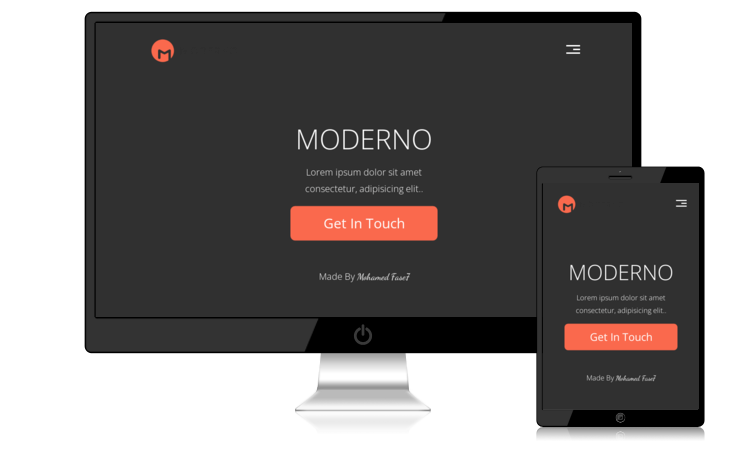 M
MODERNO
Lorem ipsum dolor sit amet
consectetur, adipisicing elit..
Get In Touch
Made By Mohamed Fase7
M
MODERNO
Lorem ipsum dolor sit amet
consectetur, adipisicing elit..
Get In Touch
Made By Mohamed Fase7